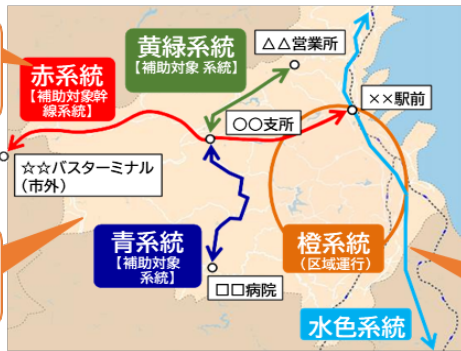 黄緑系統
【補助対象 系統】
△△営業所
赤系統
【補助対象幹
線系統】
××駅前
○○支所
☆☆バスターミナル
（市外）
青系統
【補助対象
系統】
橙系統
（区域運行）
□□病院
水色系統